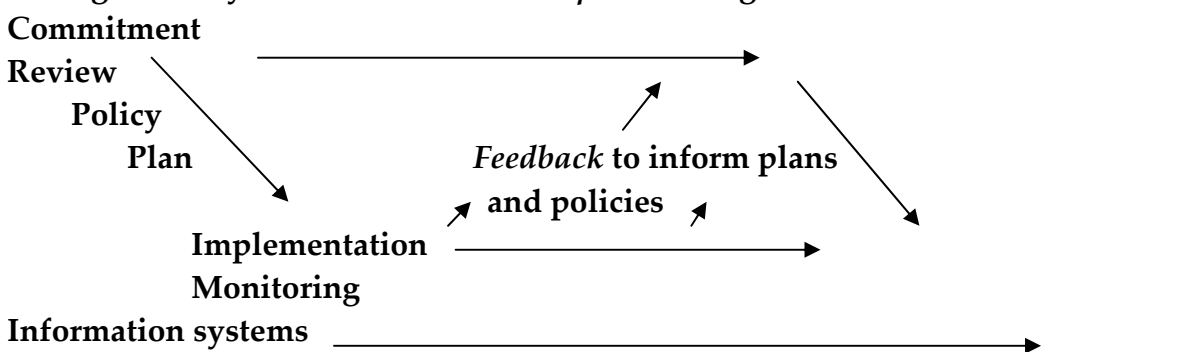 Commitment
Review
Policy
Plan
Feedback to inform plans
and policies
Implementation
Monitoring
Information systems